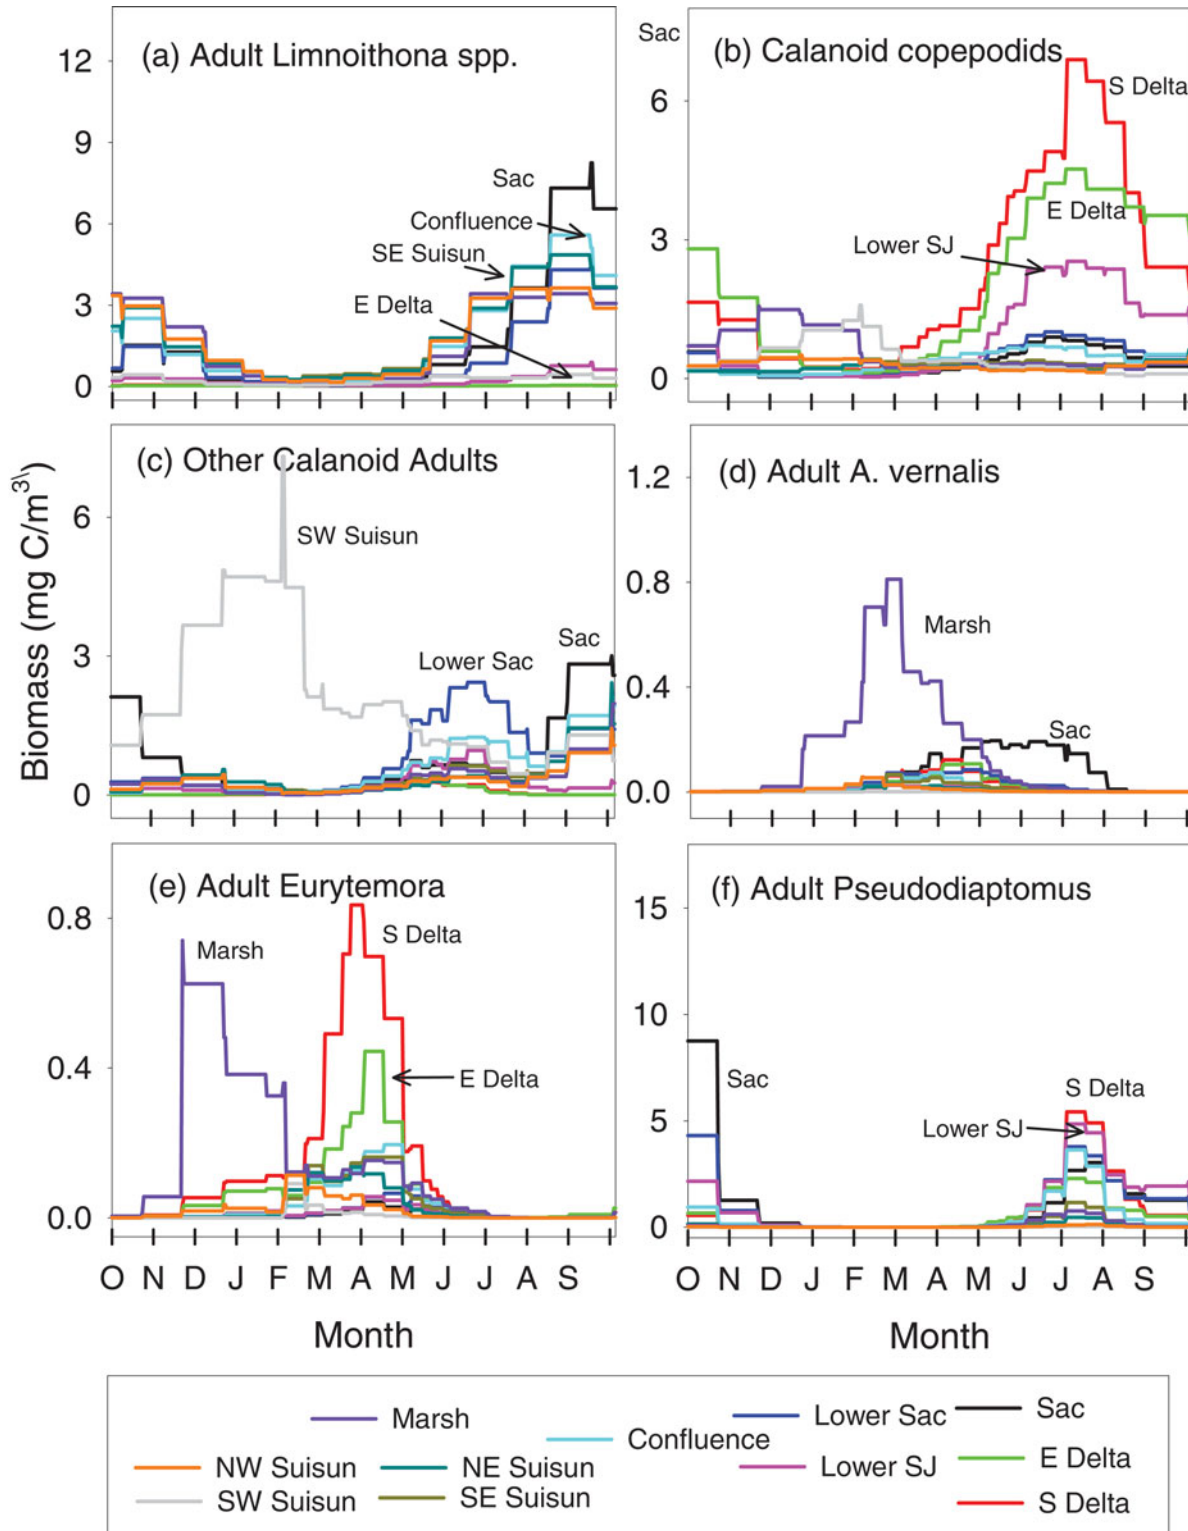 (a) Adult Limnoithona spp.
12
9
6
3
0
Sac
Confluence
SE Suisun
E Delta
Sac
(b) Calanoid copepodids
6
3
0
S Delta
E Delta
Lower SJ
(c) Other Calanoid Adults
6
3
0
SW Suisun
Lower Sac
Sac
(d) Adult A. vernalis
1.2
0.8
0.4
0.0
Marsh
Sac
Biomass (mg C/m3\)
(e) Adult Eurytemora
0.8
0.4
0.0
Marsh
S Delta
E Delta
O N D J F M A M J J A S
Month
(f) Adult Pseudodiaptomus
15
10
5
0
Sac
S Delta
Lower SJ
O N D J F M A M J J A S
Month
Marsh
Lower Sac
Sac
Confluence
NW Suisun
NE Suisun
Lower SJ
E Delta
SW Suisun
SE Suisun
S Delta